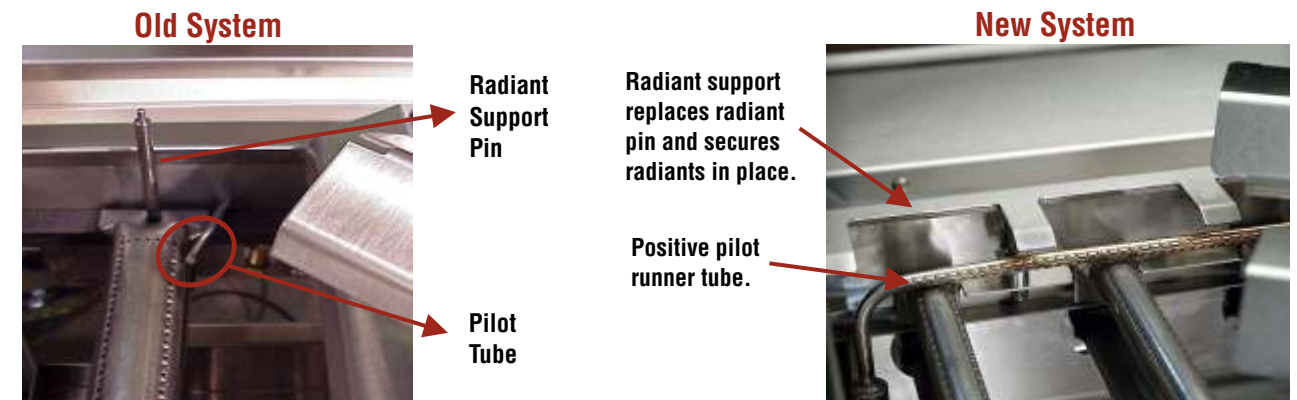 Old System
New System
Radiant
Support
Pin
Pilot
Tube
Radiant support
replaces radiant
pin and secures
radiants in place.
Positive pilot
runner tube.